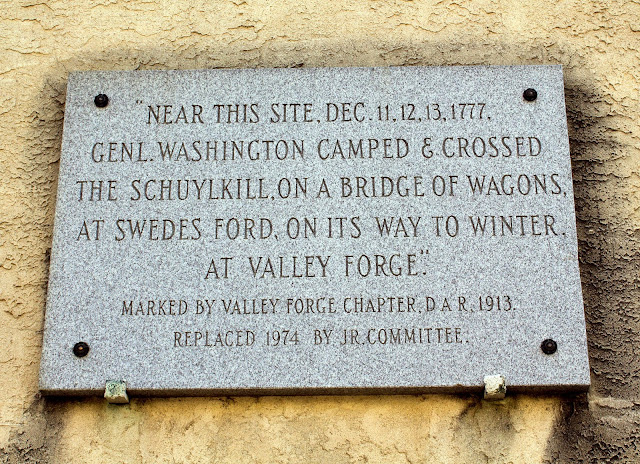 "NEAR THIS SITE, DEC. 11, 12, 13, 1777,
GENL. WASHINGTON CAMPED & CROSSED
THE SCHUYLKILL, ON A BRIDGE OF WAGONS,
AT SWEDES FORD, ON ITS WAY TO WINTER,
AT VALLEY FORGE."
MARKED BY VALLEY FORGE CHAPTER, D A R, 1913.
REPLACED 1974 BY JR. COMMITTEE.